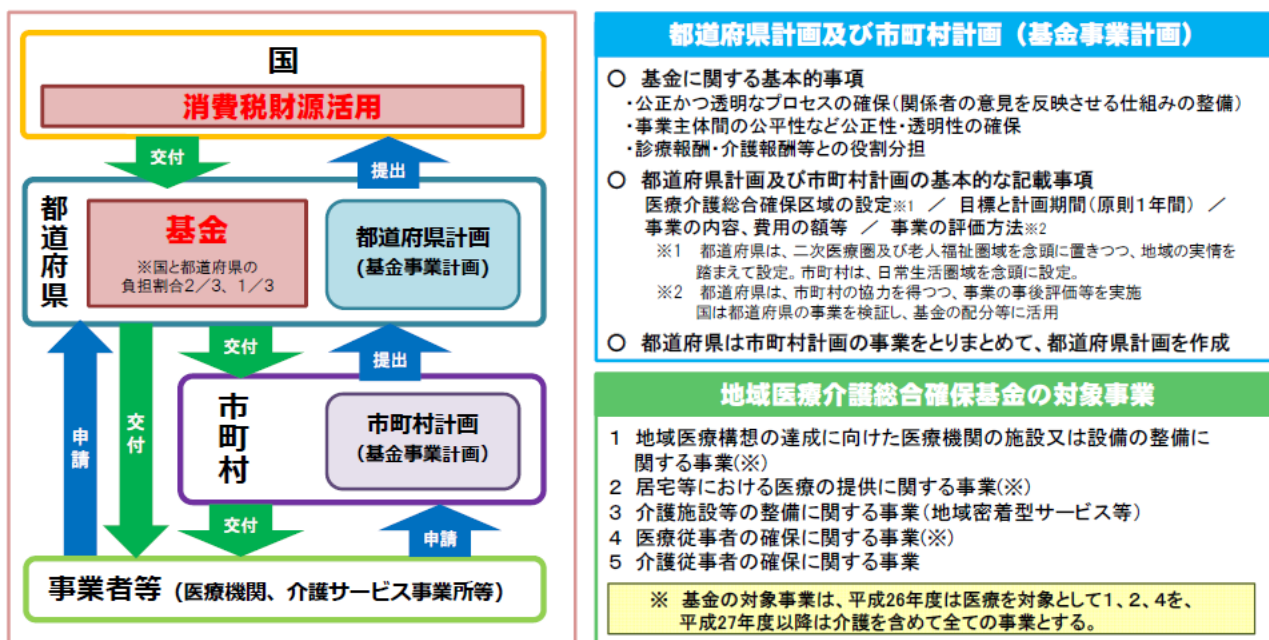 国
消費税財源活用
交付
提出
都道府県
基金
※国と都道府県の
負担割合2／3、1／3
都道府県計画
(基金事業計画)
交付
提出
申請
交付
市町村
市町村計画
（基金事業計画）
交付
申請
事業者等（医療機関、介護サービス事業所等）
都道府県計画及び市町村計画（基金事業計画）
○ 基金に関する基本的事項
・公正かつ透明なプロセスの確保(関係者の意見を反映させる仕組みの整備)
・事業主体間の公平性など公正性・透明性の確保
・診療報酬・介護報酬等との役割分担
○ 都道府県計画及び市町村計画の基本的な記載事項
医療介護総合確保区域の設定※1 ／ 目標と計画期間(原則1年間) ／
事業の内容、費用の額等 ／ 事業の評価方法※2
※1 都道府県は、二次医療圏及び老人福祉圏域を念頭に置きつつ、地域の実情を
踏まえて設定。市町村は、日常生活圏域を念頭に設定。
※2 都道府県は、市町村の協力を得つつ、事業の事後評価等を実施
国は都道府県の事業を検証し、基金の配分等に活用
○ 都道府県は市町村計画の事業をとりまとめて、都道府県計画を作成
地域医療介護総合確保基金の対象事業
1 地域医療構想の達成に向けた医療機関の施設又は設備の整備に
関する事業(※)
2 居宅等における医療の提供に関する事業(※)
3 介護施設等の整備に関する事業(地域密着型サービス等)
4 医療従事者の確保に関する事業(※)
5 介護従事者の確保に関する事業
※ 基金の対象事業は、平成26年度は医療を対象として1、2、4を、
平成27年度以降は介護を含めて全ての事業とする。